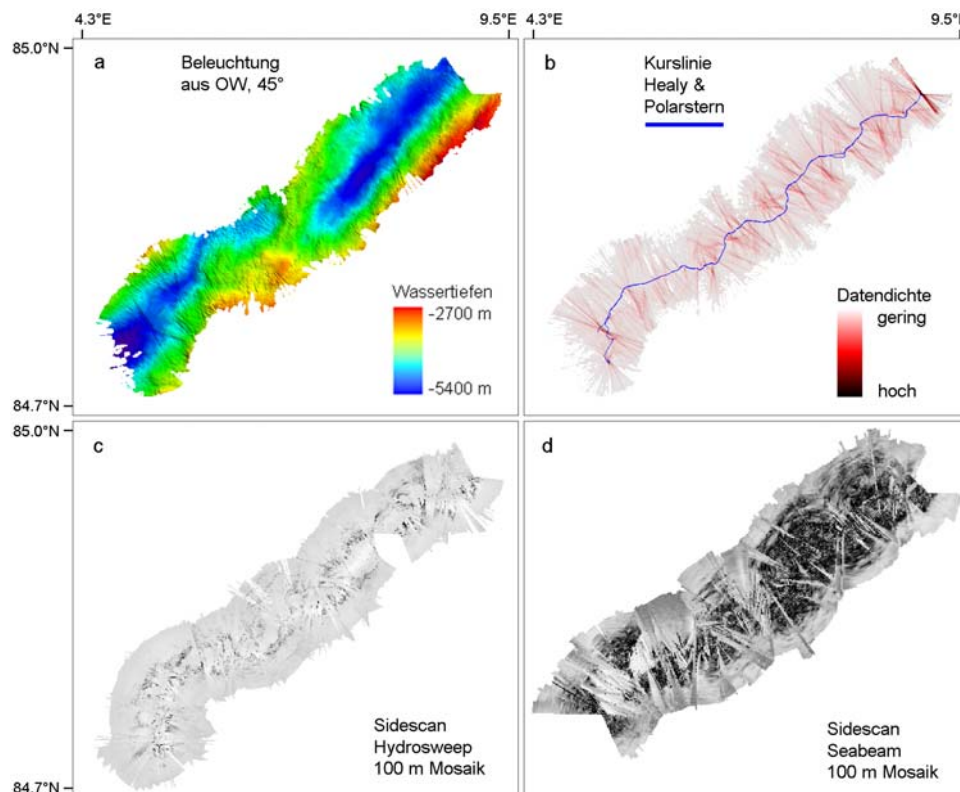 4.3°E
9.5°E
4.3°E
9.5°E
85.0°N
a
Beleuchtung
aus OW, 45°
Wassertiefen
-2700 m
-5400 m
84.7°N
b
Kurslinie
Healy &
Polarstern
Datendichte
gering
hoch
85.0°N
c
Sidescan
Hydrosweep
100 m Mosaik
84.7°N
d
Sidescan
Seabeam
100 m Mosaik